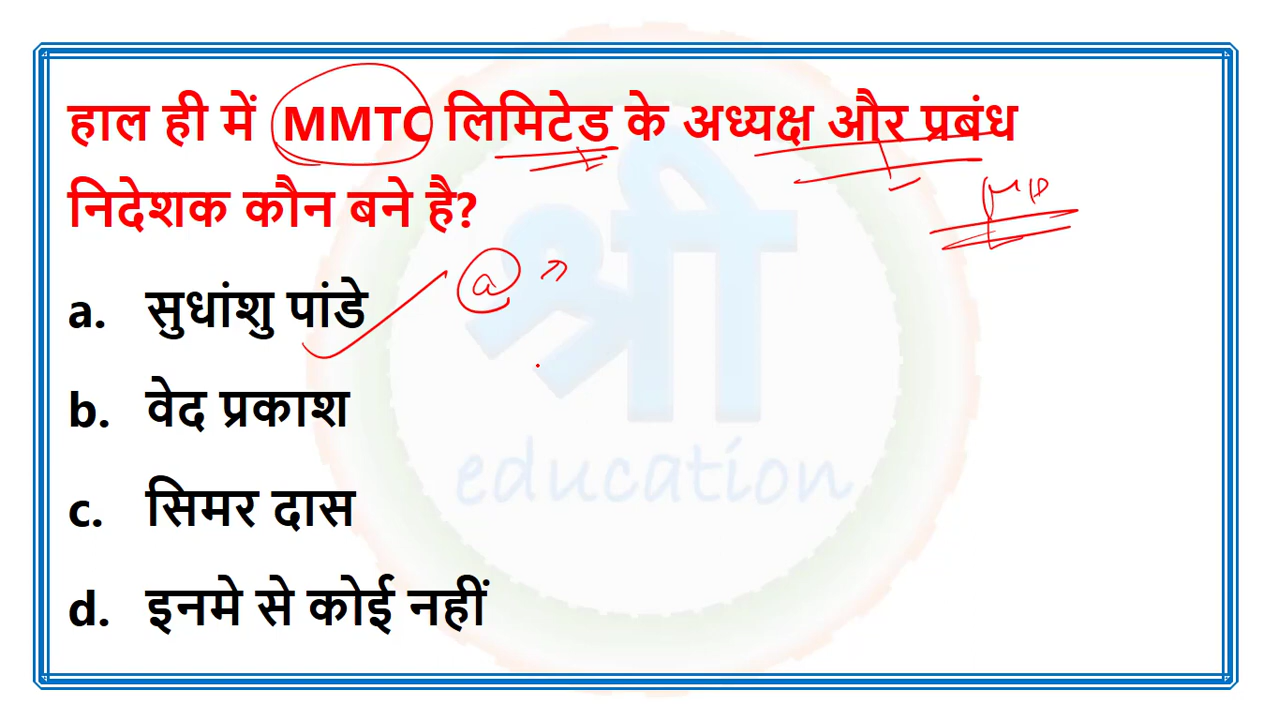 हाल ही में MMTC लिमिटेड के अध्यक्ष और प्रबंध
निदेशक कौन बने है?
a. सुधांशु पांडे
a
b. वेद प्रकाश
c. सिमर दास
d. इनमे से कोई नहीं
श्री
education